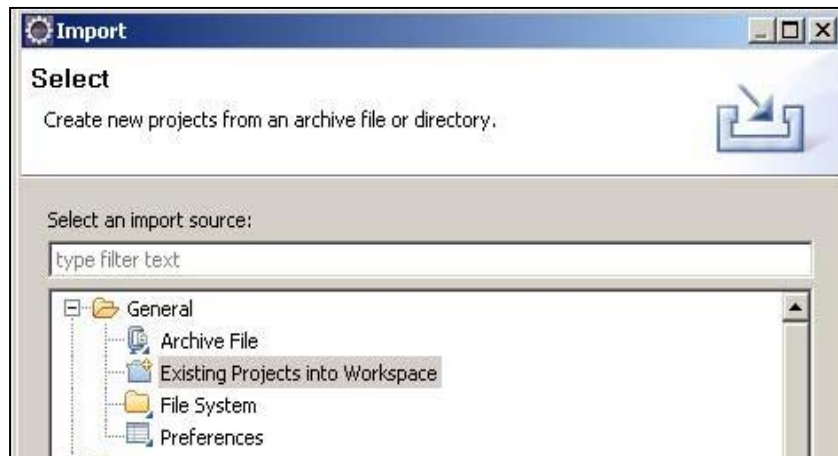 Import
Select
Create new projects from an archive file or directory.
Select an import source:
type filter text
General
Archive File
Existing Projects into Workspace
File System
Preferences